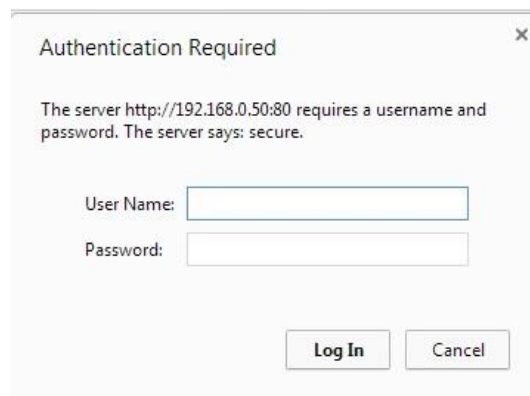 Authentication Required
The server http://192.168.0.50:80 requires a username and
password. The server says: secure.
User Name:
Password:
Log In
Cancel